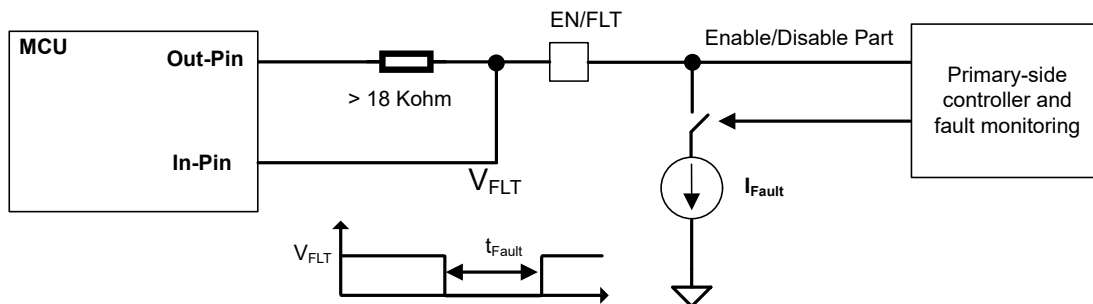 EN/FLT
MCU
Out-Pin
Enable/Disable Part
> 18 Kohm
Primary-side
controller and
fault monitoring
In-Pin
VFLT
IFault
VFLT
tFault